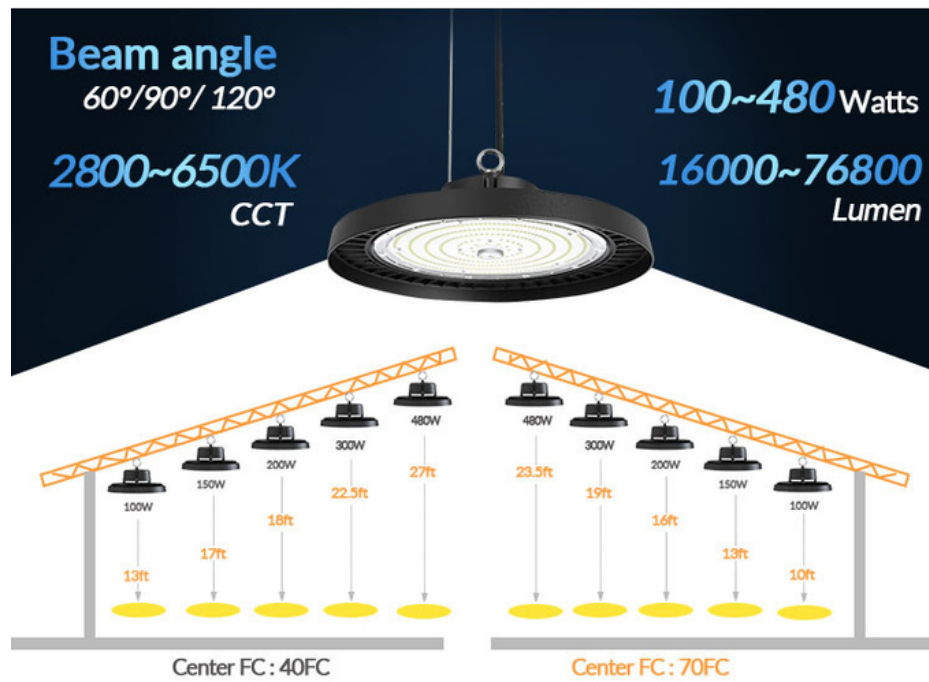 Beam angle
60°/90°/ 120°
2800~6500K
CCT
100~480 Watts
16000~76800
Lumen
100W
150W
200W
300W
480W
13ft
17ft
18ft
22.5ft
27ft
Center FC : 40FC
480W
300W
200W
150W
100W
23.5ft
19ft
16ft
13ft
10ft
Center FC : 70FC